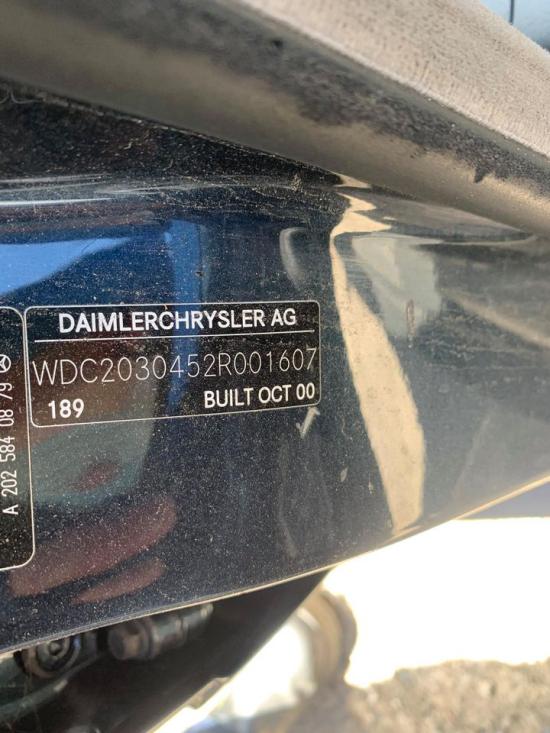 DAIMLERCHRYSLER AG
WDC2030452R001607
189 BUILT OCT 00
A 202 584 08 79